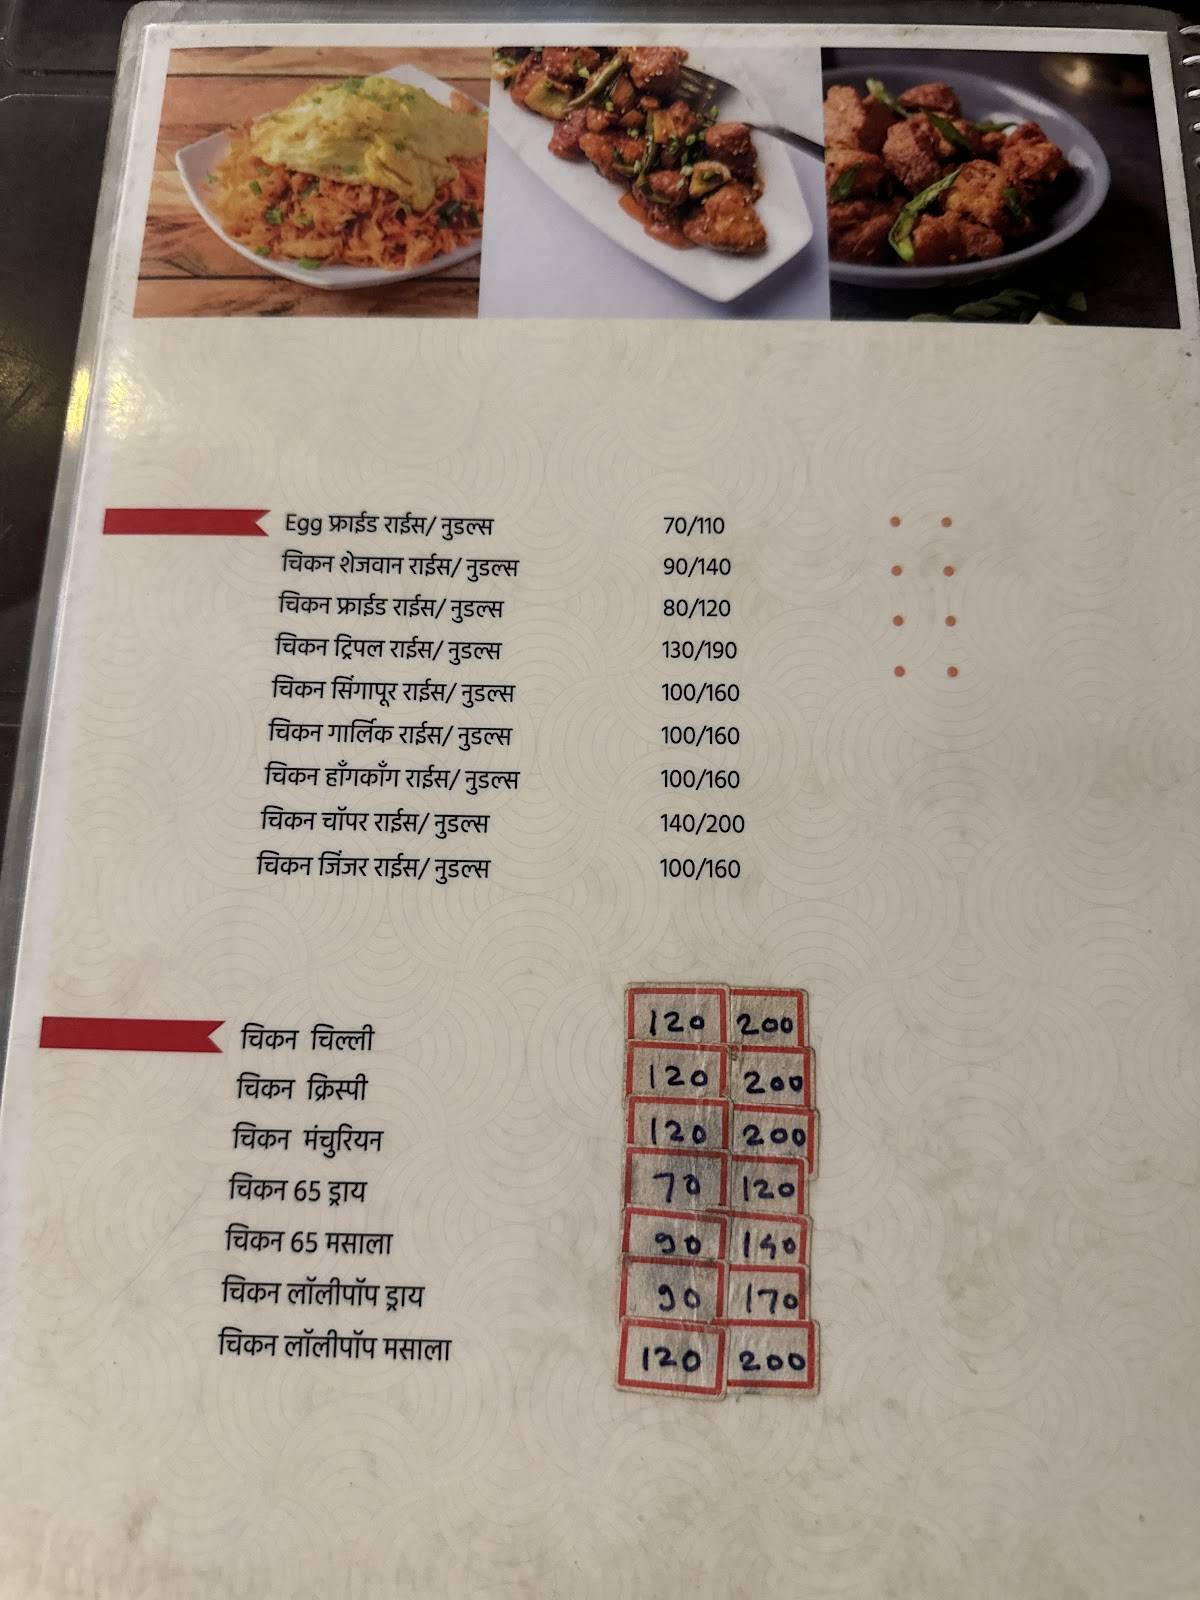 Egg फ्राईड राईस/ नुडल्स 70/110
चिकन शेजवान राईस/ नुडल्स 90/140
चिकन फ्राईड राईस/ नुडल्स 80/120
चिकन ट्रिपल राईस/ नुडल्स 130/190
चिकन सिंगापूर राईस/ नुडल्स 100/160
चिकन गार्लिक राईस/ नुडल्स 100/160
चिकन हाँगकाँग राईस/ नुडल्स 100/160
चिकन चॉपर राईस/ नुडल्स 140/200
चिकन जिंजर राईस/ नुडल्स 100/160
चिकन चिल्ली 120 200
चिकन क्रिस्पी 120 200
चिकन मंचुरियन 120 200
चिकन 65 ड्राय 70 120
चिकन 65 मसाला 90 140
चिकन लॉलीपॉप ड्राय 90 170
चिकन लॉलीपॉप मसाला 120 200